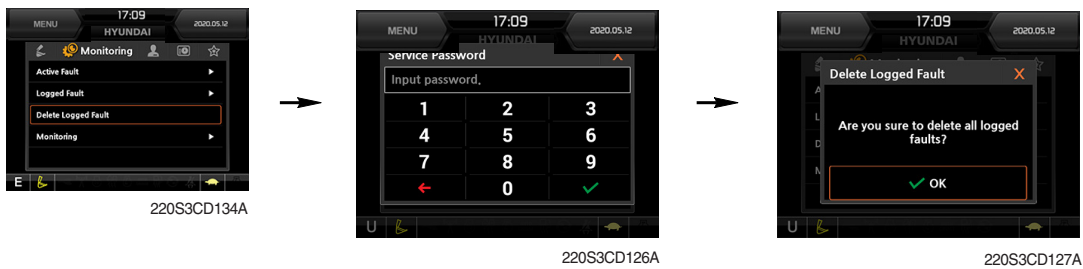 MENU
17:09
2020.05.12
HYUNDAI
Monitoring
Active Fault
Logged Fault
Delete Logged Fault
Monitoring
E
220S3CD134A
MENU
17:09
2020.05.12
HYUNDAI
Service Password X
Input password.
1 2 3
4 5 6
7 8 9
0
U
220S3CD126A
MENU
17:09
2020.05.12
HYUNDAI
Delete Logged Fault X
Are you sure to delete all logged
faults?
OK
U
220S3CD127A